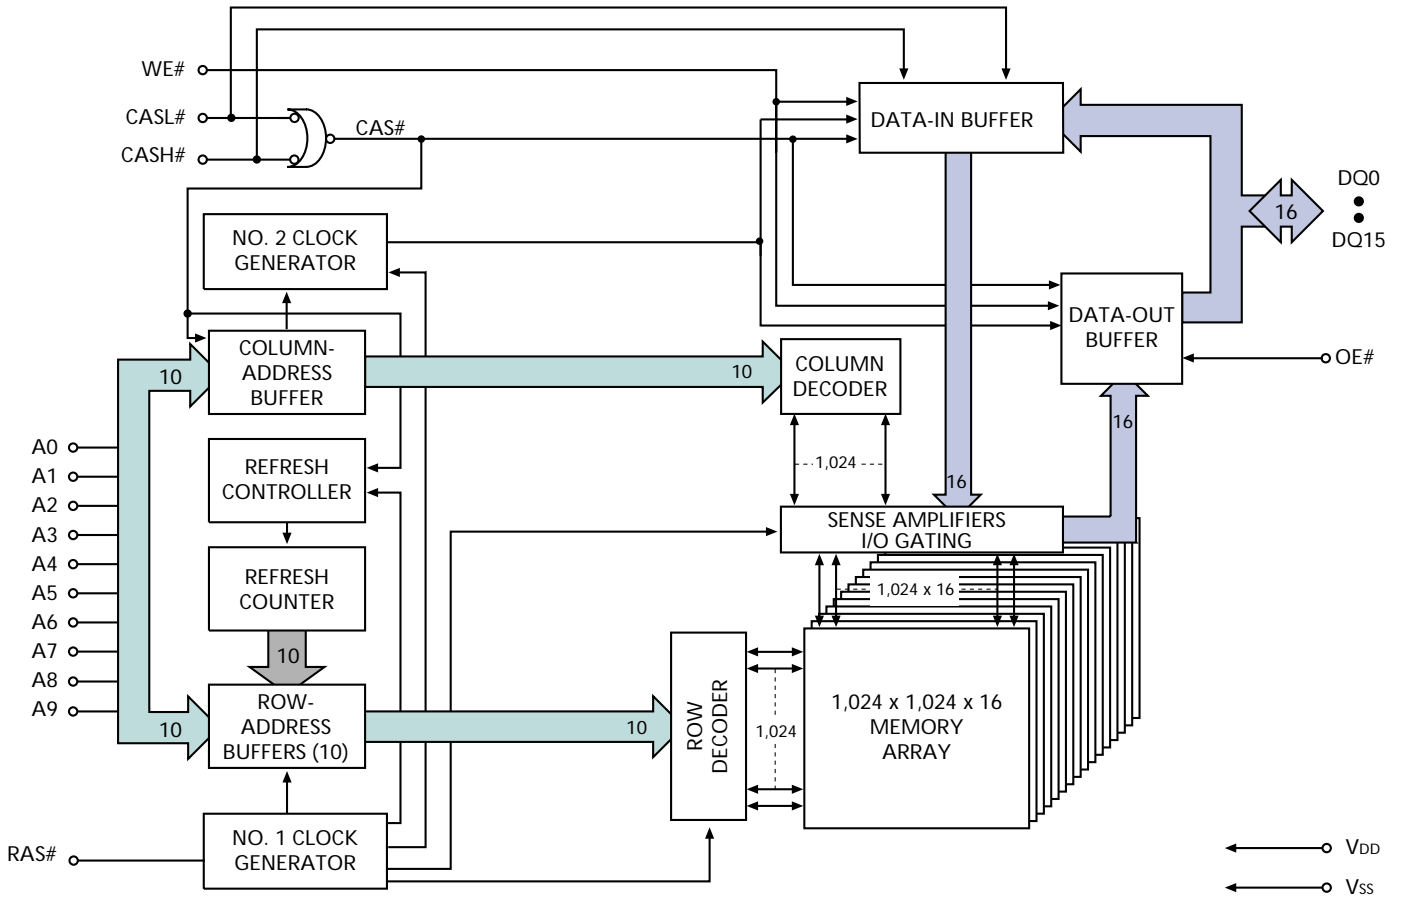 WE#
CASL#
CASH#
CAS#
DATA-IN BUFFER
DQ0
16
DQ15
NO. 2 CLOCK
GENERATOR
DATA-OUT
BUFFER
OE#
COLUMN-
ADDRESS
BUFFER
10
10
COLUMN
DECODER
16
1,024
16
A0
A1
A2
A3
A4
A5
A6
A7
A8
A9
REFRESH
CONTROLLER
SENSE AMPLIFIERS
I/O GATING
REFRESH
COUNTER
1,024 x 16
10
ROW-
ADDRESS
BUFFERS (10)
10
10
ROW
DECODER
1,024
1,024 x 1,024 x 16
MEMORY
ARRAY
NO. 1 CLOCK
GENERATOR
RAS#
VDD
VSS